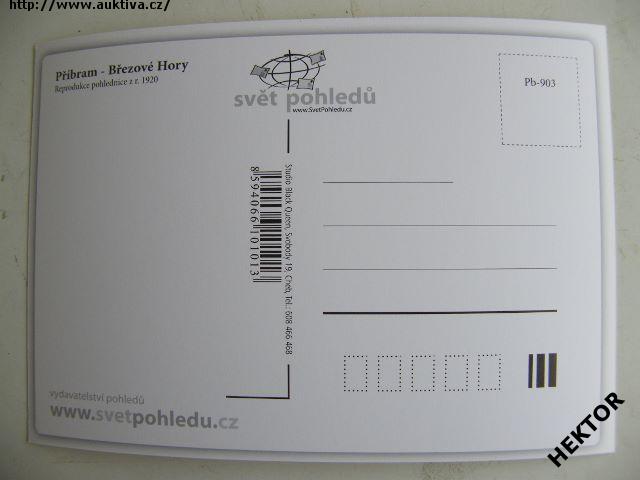 http://www.auktiva.cz/
Příbram - Březové Hory
Reprodukce pohlednice z r. 1920
svět pohledů
www.SvetPohledu.cz
Pb-903
Studio Black Queen, Svobody 19, Cheb, Tel.: 608 466 468
8594066101013
vydavatelství pohledů
www.svetpohledu.cz
HEKTOR